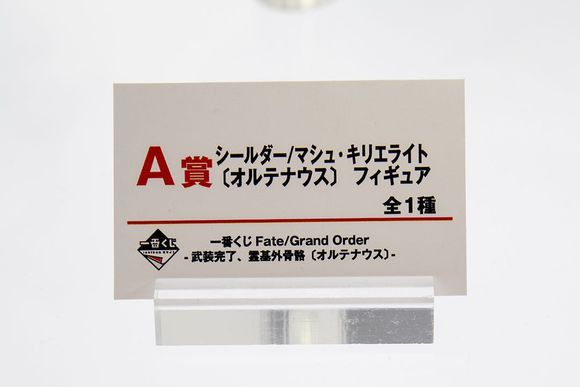 A賞 シールダー/マシュ・キリエライト
〔オルテナウス〕 フィギュア
全1種
一番くじ
一番くじ Fate/Grand Order
- 武装完了、霊基外骨骼〔オルテナウス〕-